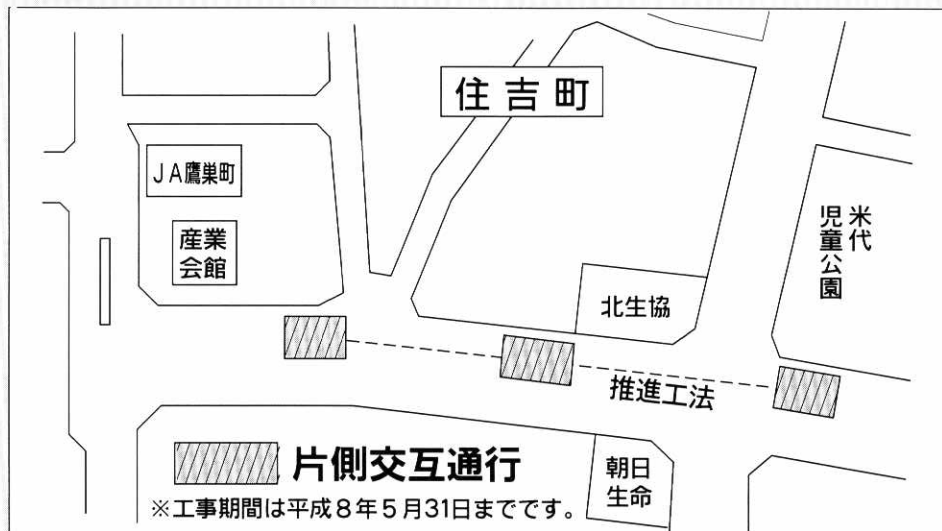 住吉町
JA鷹巣町
産業
会館
米代
児童公園
北生協
推進工法
片側交互通行
朝日
生命
※工事期間は平成8年5月31日までです。